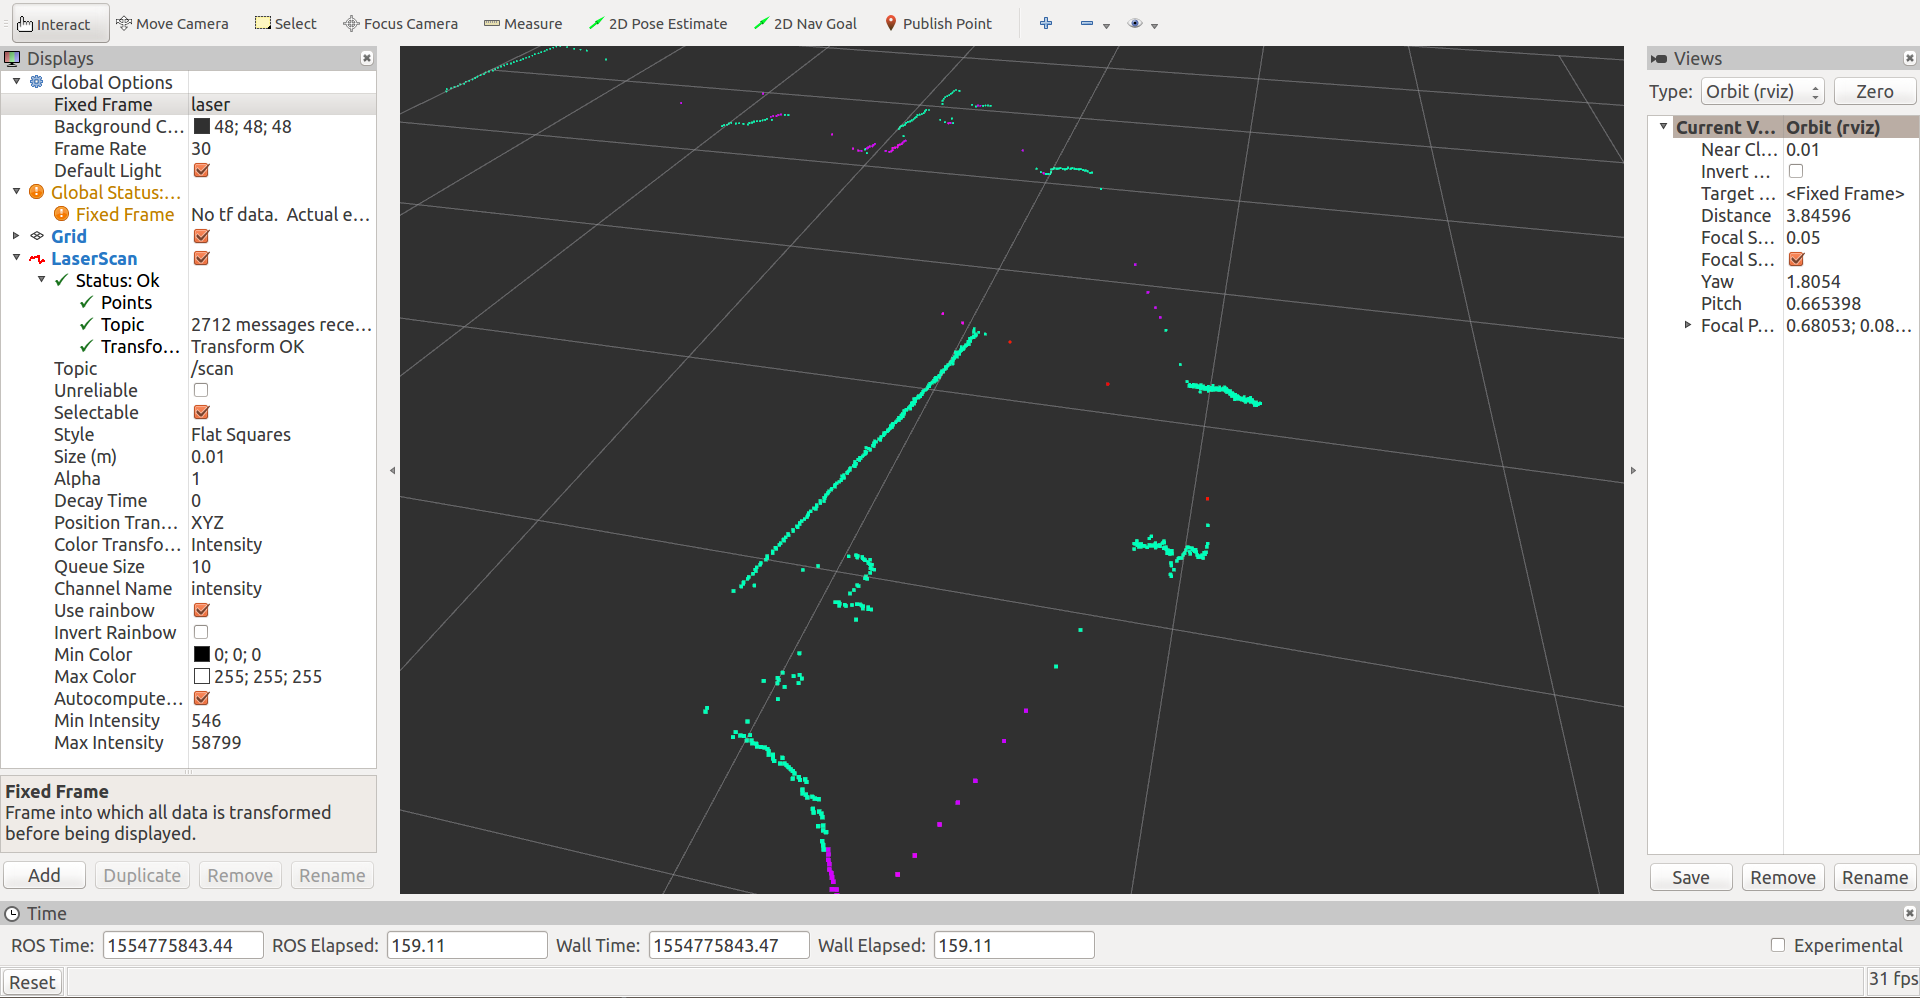 Interact Move Camera Select Focus Camera Measure 2D Pose Estimate 2D Nav Goal Publish Point
Displays
Global Options
Fixed Frame laser
Background C... 48; 48; 48
Frame Rate 30
Default Light
Global Status:...
Fixed Frame No tf data. Actual e...
Grid
LaserScan
Status: Ok
Points
Topic 2712 messages rece...
Transfo... Transform OK
Topic /scan
Unreliable
Selectable
Style Flat Squares
Size (m) 0.01
Alpha 1
Decay Time 0
Position Tran... XYZ
Color Transfo... Intensity
Queue Size 10
Channel Name intensity
Use rainbow
Invert Rainbow
Min Color 0; 0; 0
Max Color 255; 255; 255
Autocompute...
Min Intensity 546
Max Intensity 58799
Fixed Frame
Frame into which all data is transformed
before being displayed.
Add Duplicate Remove Rename
Views
Type: Orbit (rviz) Zero
Current V... Orbit (rviz)
Near Cl... 0.01
Invert ...
Target ... <Fixed Frame>
Distance 3.84596
Focal S... 0.05
Focal S...
Yaw 1.8054
Pitch 0.665398
Focal P... 0.68053; 0.08...
Save Remove Rename
Time
ROS Time: 1554775843.44 ROS Elapsed: 159.11 Wall Time: 1554775843.47 Wall Elapsed: 159.11 Experimental
Reset 31 fps